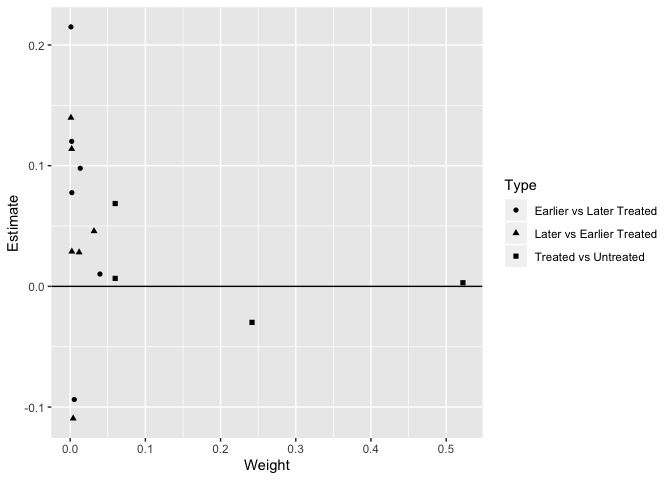 0.2
0.1
0.0
-0.1
Estimate
0.0 0.1 0.2 0.3 0.4 0.5
Weight
Type
Earlier vs Later Treated
Later vs Earlier Treated
Treated vs Untreated